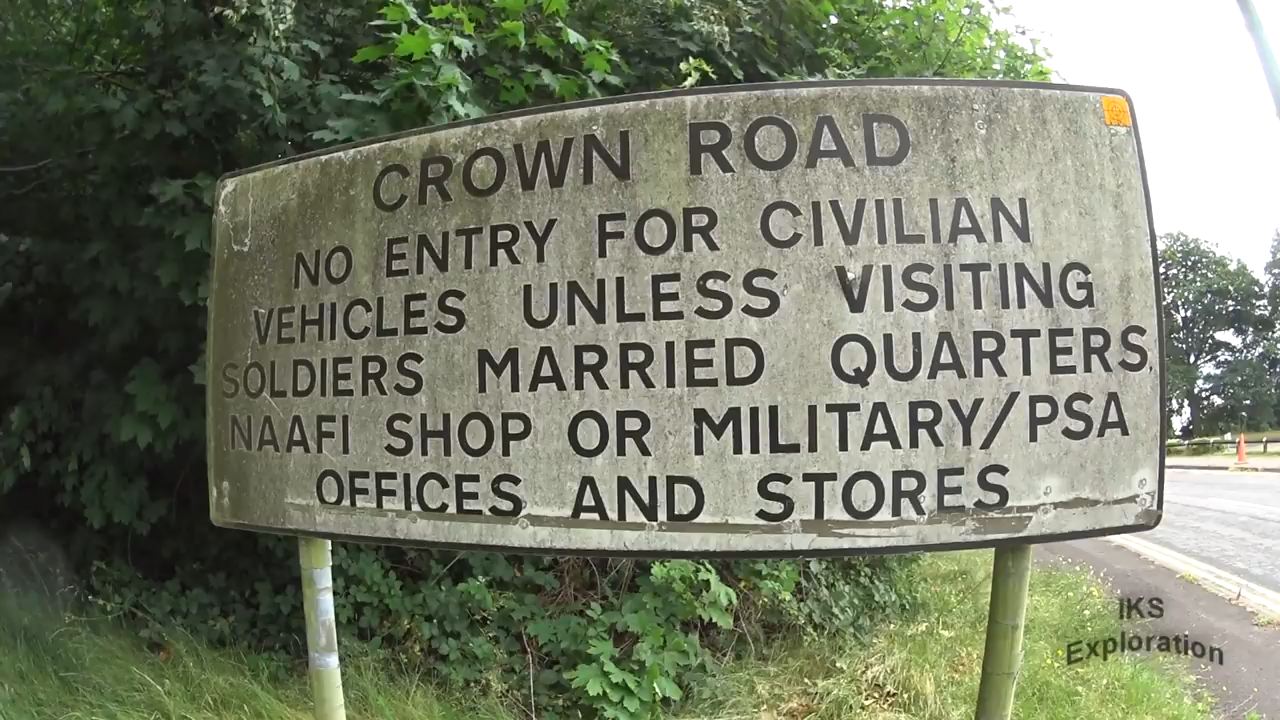 CROWN ROAD
NO ENTRY FOR CIVILIAN
VEHICLES UNLESS VISITING
SOLDIERS MARRIED QUARTERS,
NAAFI SHOP OR MILITARY/PSA
OFFICES AND STORES
IKS
Exploration